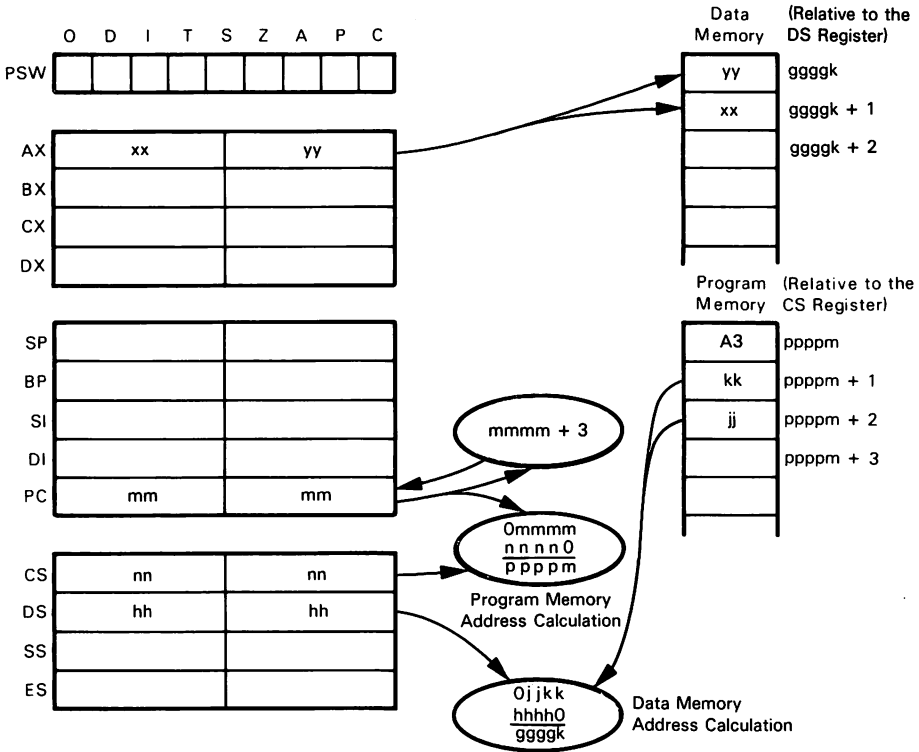 O D I T S Z A P C
PSW
AX xx yy
BX
CX
DX
SP
BP
SI
DI
PC mm mm
CS nn nn
DS hh hh
SS
ES
mmmm + 3
0mmmm
nnnn0
ppppm
Program Memory
Address Calculation
0jjkk
hhhh0
ggggk
Data Memory
Address Calculation
Data
Memory
(Relative to the
DS Register)
yy ggggk
xx ggggk + 1
ggggk + 2
Program
Memory
(Relative to the
CS Register)
A3 ppppm
kk ppppm + 1
jj ppppm + 2
ppppm + 3